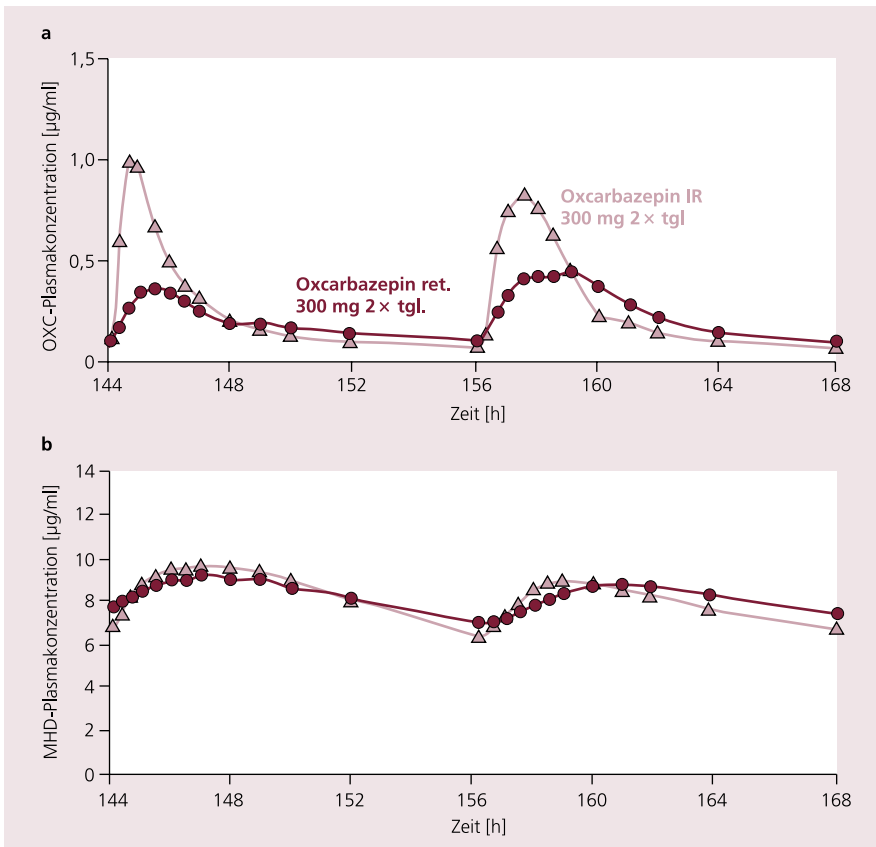 a
OXC-Plasmakonzentration [µg/ml]
1,5
1,0
0,5
0
Oxcarbazepin IR
300 mg 2× tgl
Oxcarbazepin ret.
300 mg 2× tgl.
144 148 152 156 160 164 168
Zeit [h]
b
MHD-Plasmakonzentration [µg/ml]
14
12
10
8
6
4
2
0
144 148 152 156 160 164 168
Zeit [h]